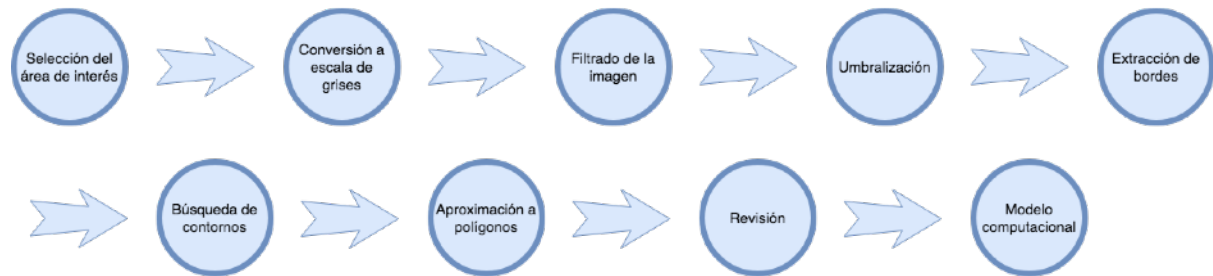 Selección del
área de interés
Conversión a
escala de
grises
Filtrado de la
imagen
Umbralización
Extracción de
bordes
Búsqueda de
contornos
Aproximación a
polígonos
Revisión
Modelo
computacional